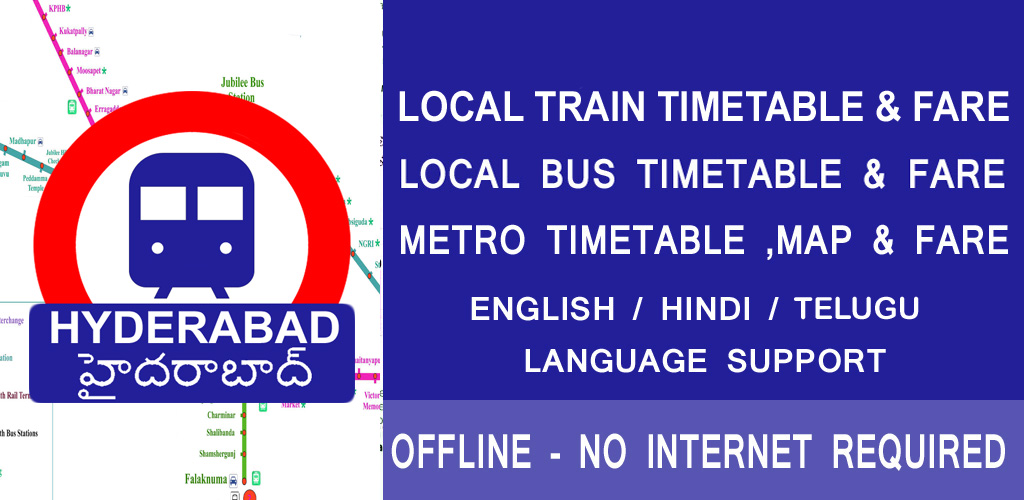 KPHB
Kukatpally
Balanagar
Moosapet
Bharat Nagar
Jubilee Bus
Station
Madhapur
Peddamma
Temple
NGRI
HYDERABAD
హైదరాబాద్
Charminar
Shalibanda
Shamsherganj
Falaknuma
LOCAL TRAIN TIMETABLE & FARE
LOCAL BUS TIMETABLE & FARE
METRO TIMETABLE ,MAP & FARE
ENGLISH / HINDI / TELUGU
LANGUAGE SUPPORT
OFFLINE - NO INTERNET REQUIRED